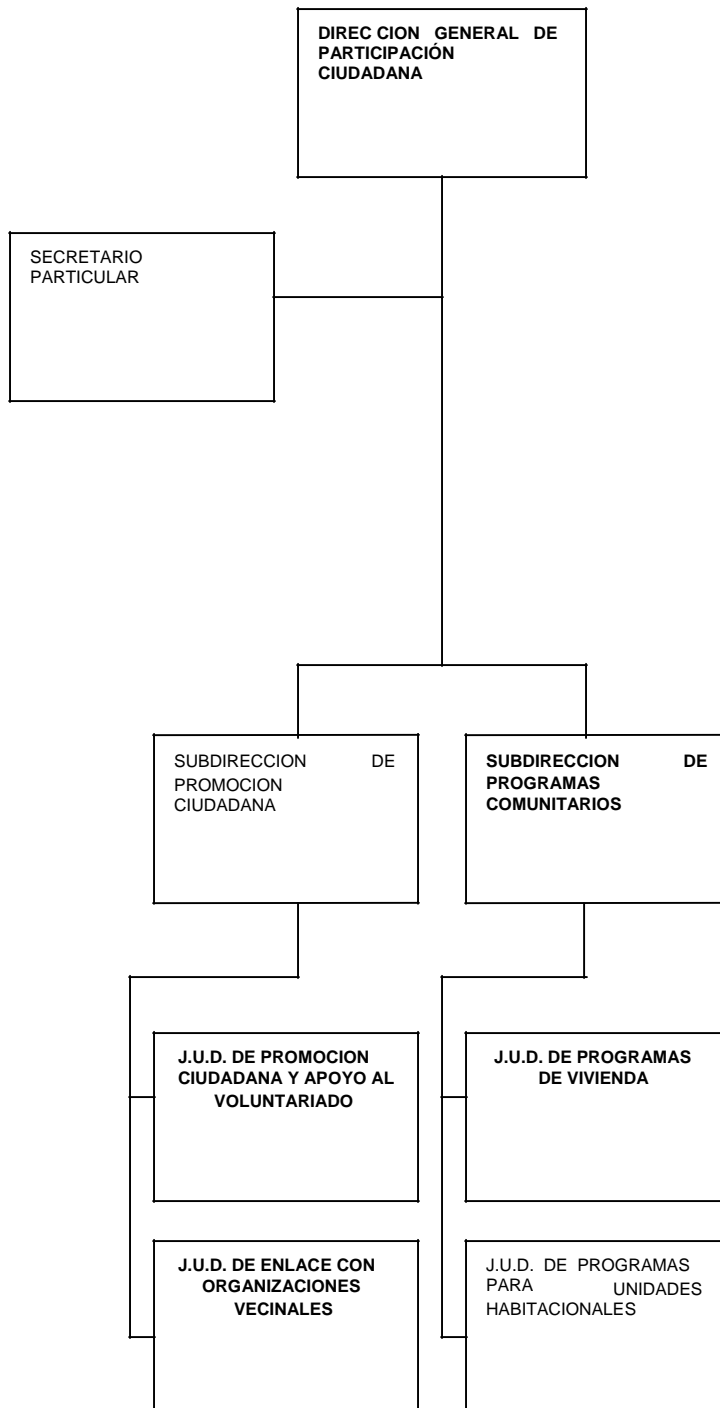 DIREC CION GENERAL DE
PARTICIPACIÓN
CIUDADANA
SECRETARIO
PARTICULAR
SUBDIRECCION DE
PROMOCION
CIUDADANA
SUBDIRECCION DE
PROGRAMAS
COMUNITARIOS
J.U.D. DE PROMOCION
CIUDADANA Y APOYO AL
VOLUNTARIADO
J.U.D. DE PROGRAMAS
DE VIVIENDA
J.U.D. DE ENLACE CON
ORGANIZACIONES
VECINALES
J.U.D. DE PROGRAMAS
PARA UNIDADES
HABITACIONALES